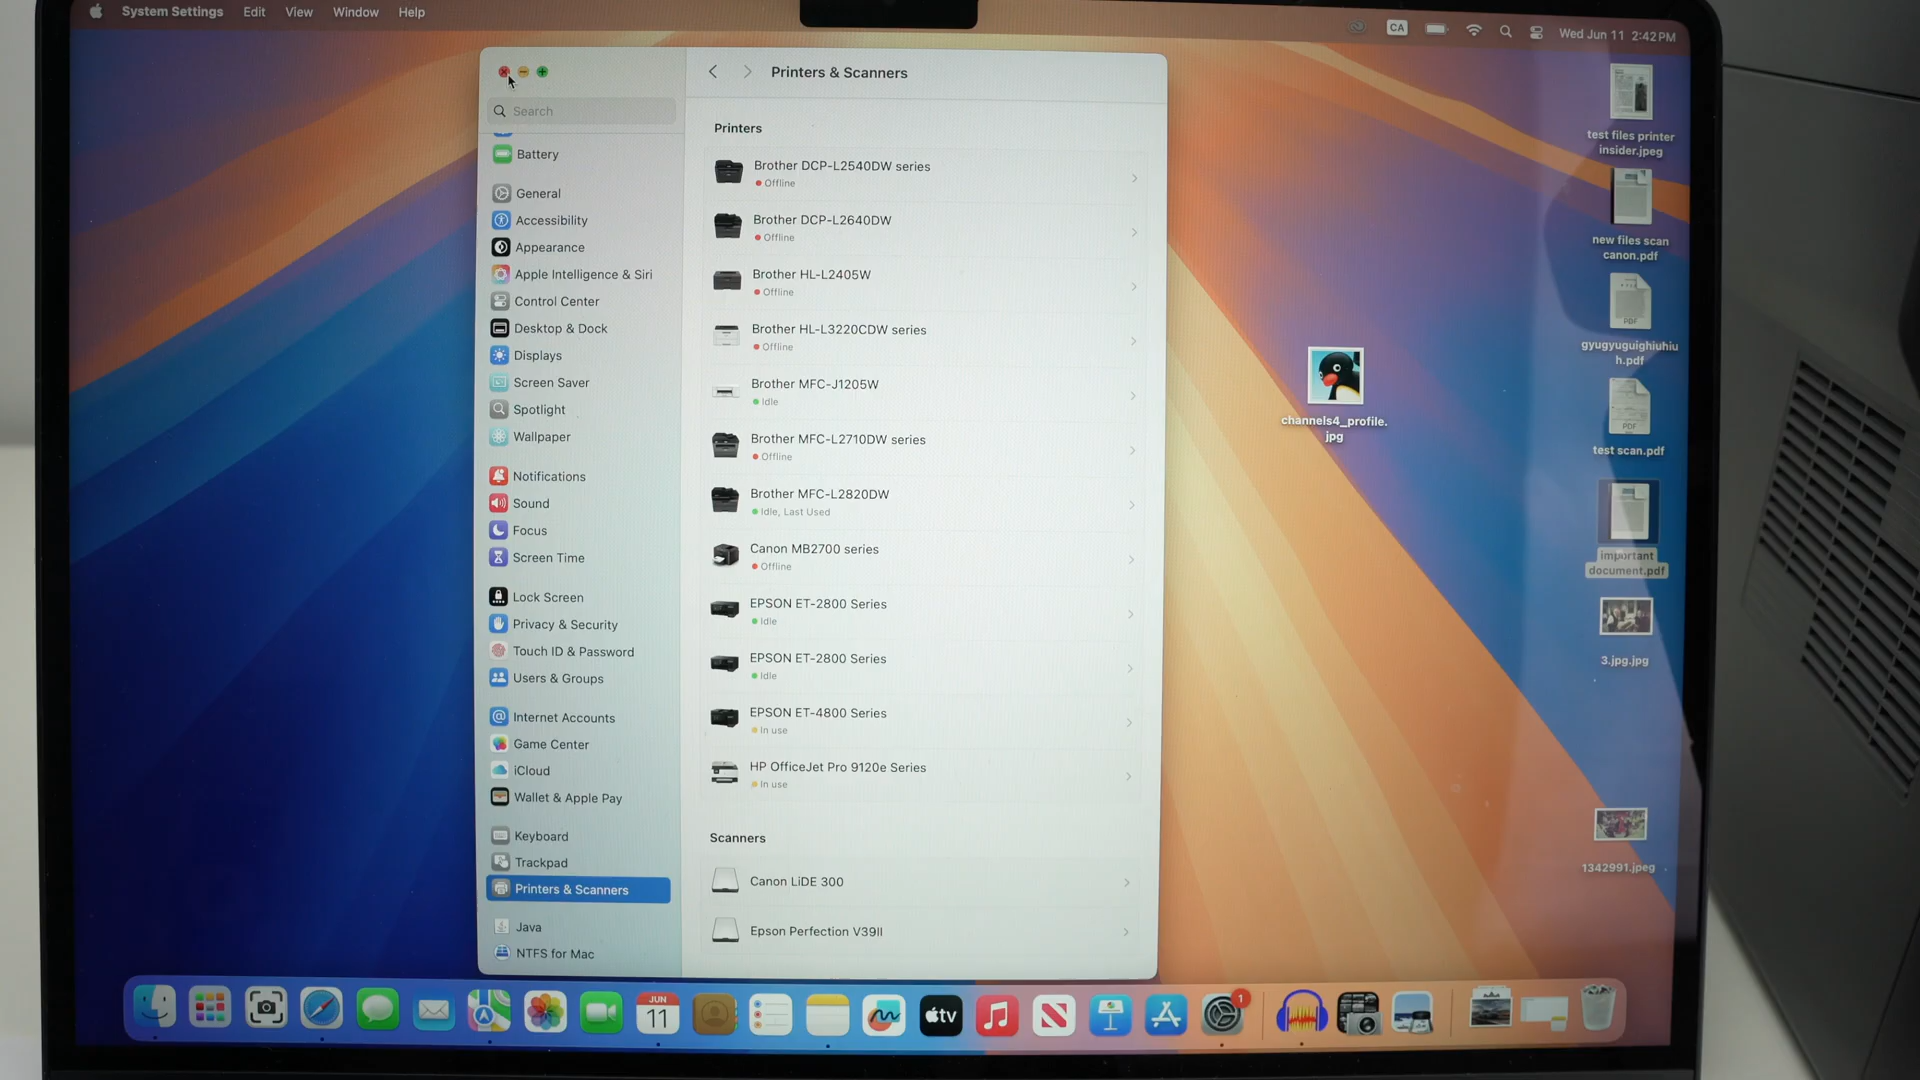 System Settings Edit View Window Help
CA Wed Jun 11 2:42 PM
Search
Battery
General
Accessibility
Appearance
Apple Intelligence & Siri
Control Center
Desktop & Dock
Displays
Screen Saver
Spotlight
Wallpaper
Notifications
Sound
Focus
Screen Time
Lock Screen
Privacy & Security
Touch ID & Password
Users & Groups
Internet Accounts
Game Center
iCloud
Wallet & Apple Pay
Keyboard
Trackpad
Printers & Scanners
Java
NTFS for Mac
Printers & Scanners
Printers
Brother DCP-L2540DW series
Offline
Brother DCP-L2640DW
Offline
Brother HL-L2405W
Offline
Brother HL-L3220CDW series
Offline
Brother MFC-J1205W
Idle
Brother MFC-L2710DW series
Offline
Brother MFC-L2820DW
Idle, Last Used
Canon MB2700 series
Offline
EPSON ET-2800 Series
Idle
EPSON ET-2800 Series
Idle
EPSON ET-4800 Series
In use
HP OfficeJet Pro 9120e Series
In use
Scanners
Canon LiDE 300
Epson Perfection V39II
channels4_profile.
jpg
test files printer
insider.jpeg
new files scan
canon.pdf
PDF
gyugyuguighiuhiu
h.pdf
PDF
test scan.pdf
important
document.pdf
3.jpg.jpg
1342991.jpeg
JUN
11
tv
1